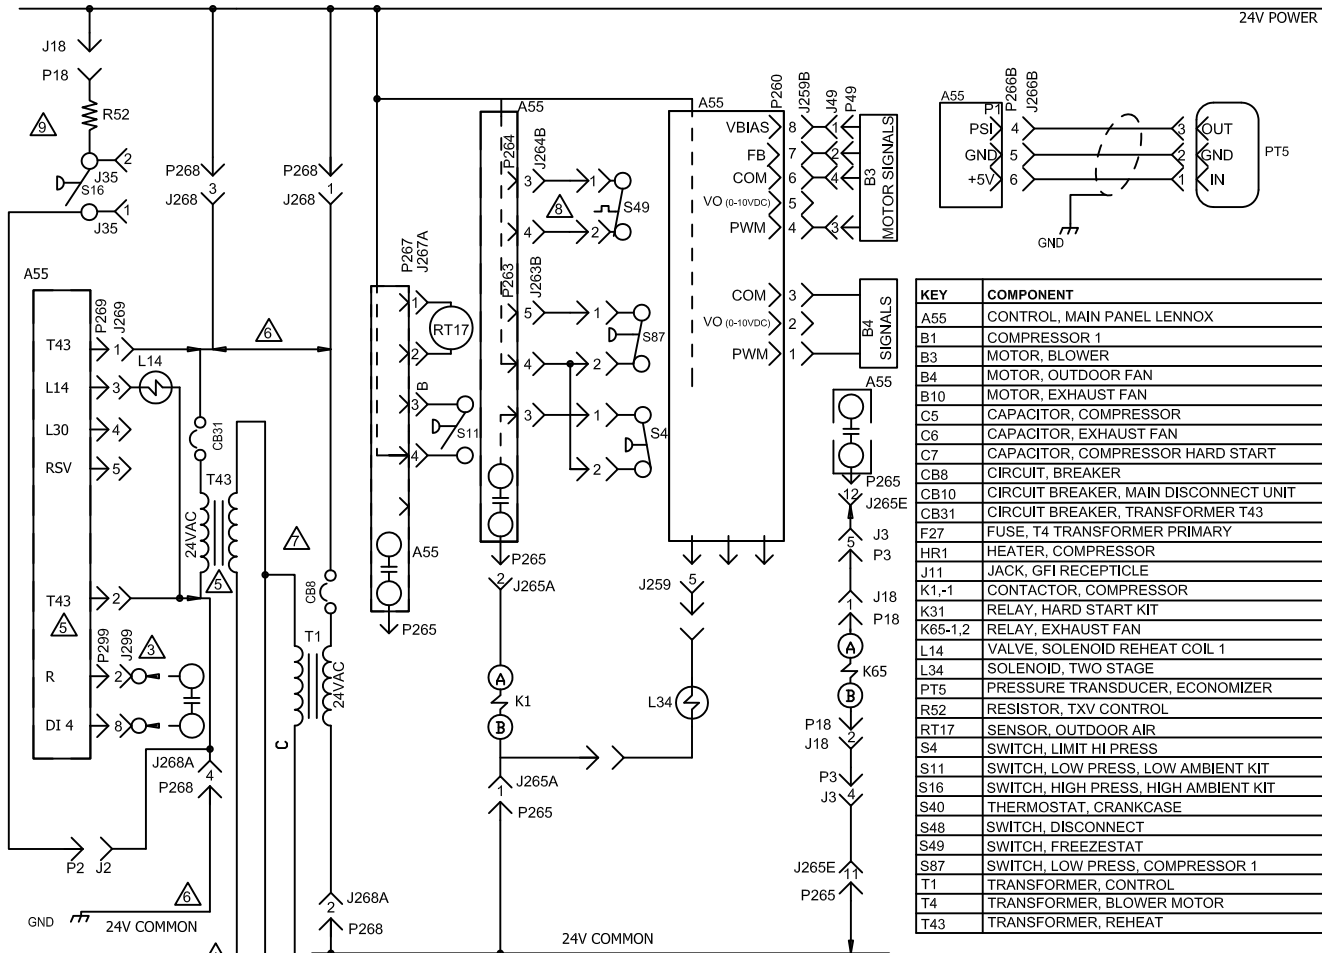 24V POWER
J18
P18
R52
9
2
J35
S16
1
J35
P268
3
J268
P268
1
J268
A55
P269
J269
T43
1
L14
L14
3
L30
4
RSV
5
6
CB31
T43
24VAC
5
7
CB8
T43
2
5
P299
J299
3
R
2
DI 4
8
T1
24VAC
C
J268A
4
P268
P2
J2
6
GND
24V COMMON
J268A
2
P268
24V COMMON
P267
J267A
1
RT17
2
3
B
S11
4
A55
P265
A55
P264
J264B
3
1
8
S49
4
2
P263
J263B
5
1
S87
4
2
3
1
S4
2
P265
2
J265A
A
K1
B
J265A
1
P265
A55
P260
J259B
J49
P49
VBIAS
8
1
FB
7
2
COM
6
4
VO (0-10VDC)
5
PWM
4
3
B3
MOTOR SIGNALS
COM
3
VO (0-10VDC)
2
PWM
1
B4
SIGNALS
J259
5
L34
A55
P265
12
J265E
J3
5
P3
J18
1
P18
A
K65
B
P18
2
J18
P3
4
J3
J265E
11
P265
A55
P1
P266B
J266B
PSI
4
3
OUT
GND
5
2
GND
+5V
6
1
IN
PT5
GND
KEY COMPONENT
A55 CONTROL, MAIN PANEL LENNOX
B1 COMPRESSOR 1
B3 MOTOR, BLOWER
B4 MOTOR, OUTDOOR FAN
B10 MOTOR, EXHAUST FAN
C5 CAPACITOR, COMPRESSOR
C6 CAPACITOR, EXHAUST FAN
C7 CAPACITOR, COMPRESSOR HARD START
CB8 CIRCUIT, BREAKER
CB10 CIRCUIT BREAKER, MAIN DISCONNECT UNIT
CB31 CIRCUIT BREAKER, TRANSFORMER T43
F27 FUSE, T4 TRANSFORMER PRIMARY
HR1 HEATER, COMPRESSOR
J11 JACK, GFI RECEPTICLE
K1,-1 CONTACTOR, COMPRESSOR
K31 RELAY, HARD START KIT
K65-1,2 RELAY, EXHAUST FAN
L14 VALVE, SOLENOID REHEAT COIL 1
L34 SOLENOID, TWO STAGE
PT5 PRESSURE TRANSDUCER, ECONOMIZER
R52 RESISTOR, TXV CONTROL
RT17 SENSOR, OUTDOOR AIR
S4 SWITCH, LIMIT HI PRESS
S11 SWITCH, LOW PRESS, LOW AMBIENT KIT
S16 SWITCH, HIGH PRESS, HIGH AMBIENT KIT
S40 THERMOSTAT, CRANKCASE
S48 SWITCH, DISCONNECT
S49 SWITCH, FREEZESTAT
S87 SWITCH, LOW PRESS, COMPRESSOR 1
T1 TRANSFORMER, CONTROL
T4 TRANSFORMER, BLOWER MOTOR
T43 TRANSFORMER, REHEAT